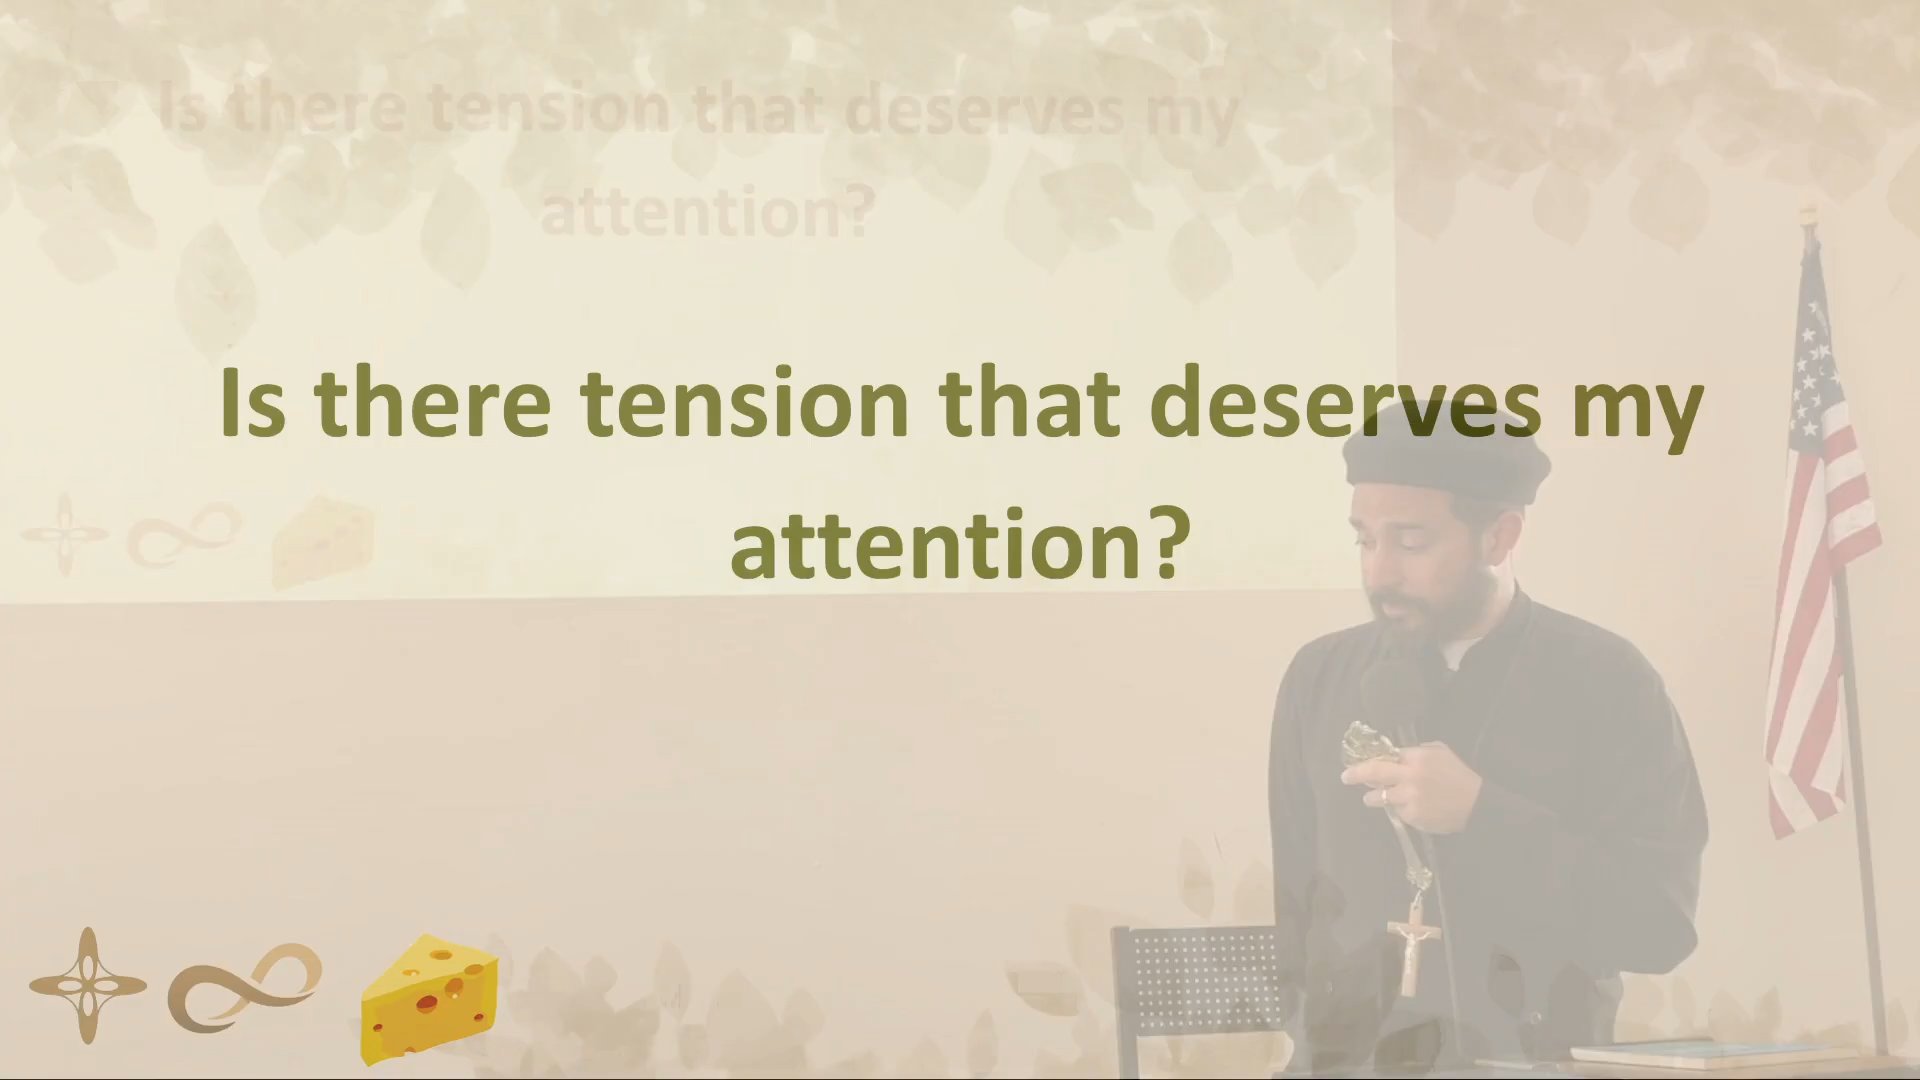 Is there tension that deserves my
attention?
Is there tension that deserves my
attention?